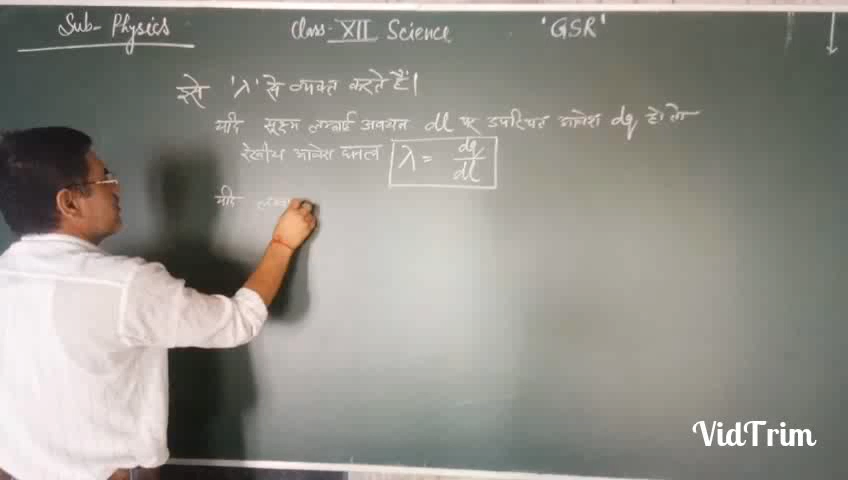 Sub- Physics Class- XII Science 'GSR'
इसे 'λ' से व्यक्त करते हैं।
यदि सूक्ष्म लम्बाई अवयव dl पर उपस्थित आवेश dq हो तो
रेखीय आवेश घनत्व λ = dq/dl
यदि
VidTrim